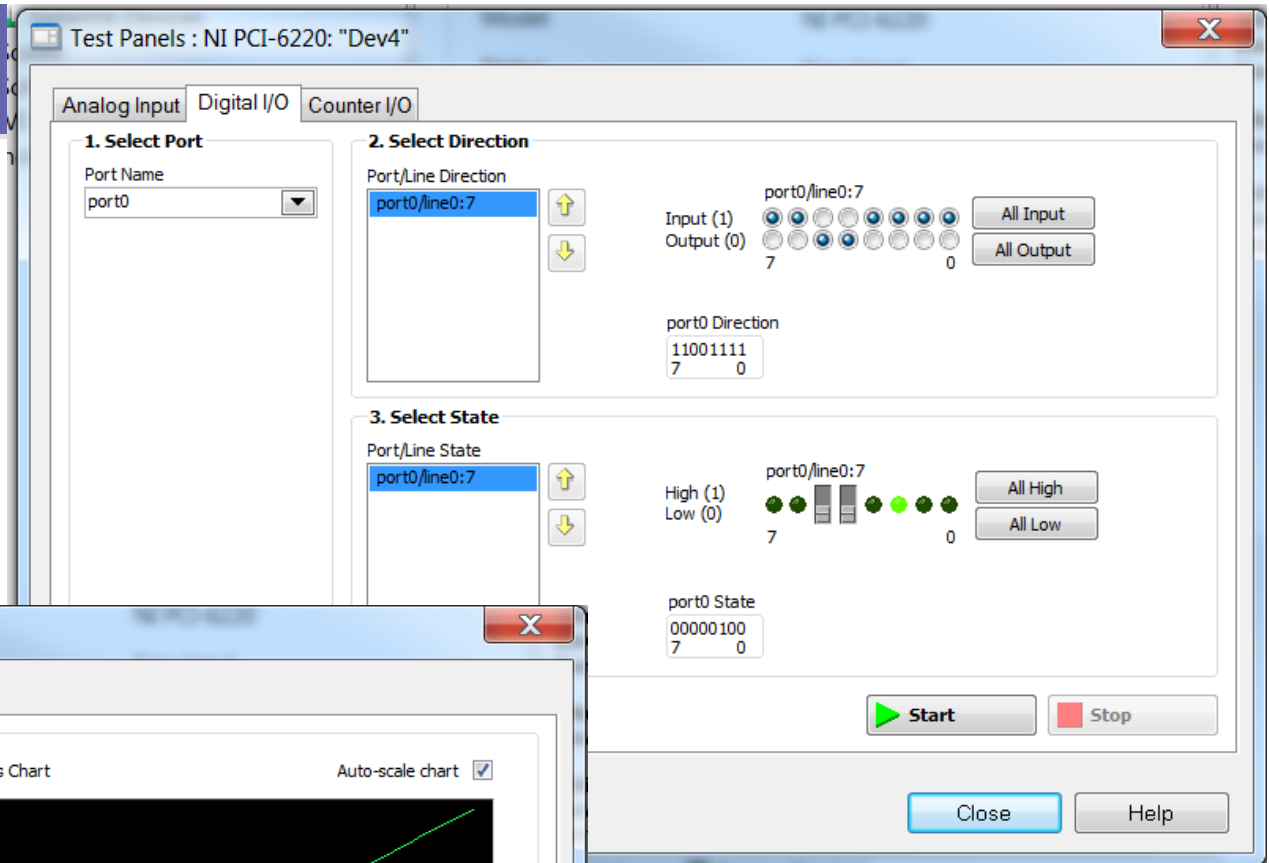 Test Panels : NI PCI-6220: "Dev4"
Analog Input Digital I/O Counter I/O
1. Select Port
Port Name
port0
2. Select Direction
Port/Line Direction
port0/line0:7
port0/line0:7
Input (1)
Output (0)
7 0
All Input
All Output
port0 Direction
11001111
7 0
3. Select State
Port/Line State
port0/line0:7
port0/line0:7
High (1)
Low (0)
7 0
All High
All Low
port0 State
00000100
7 0
Start Stop
Chart Auto-scale chart
Close Help